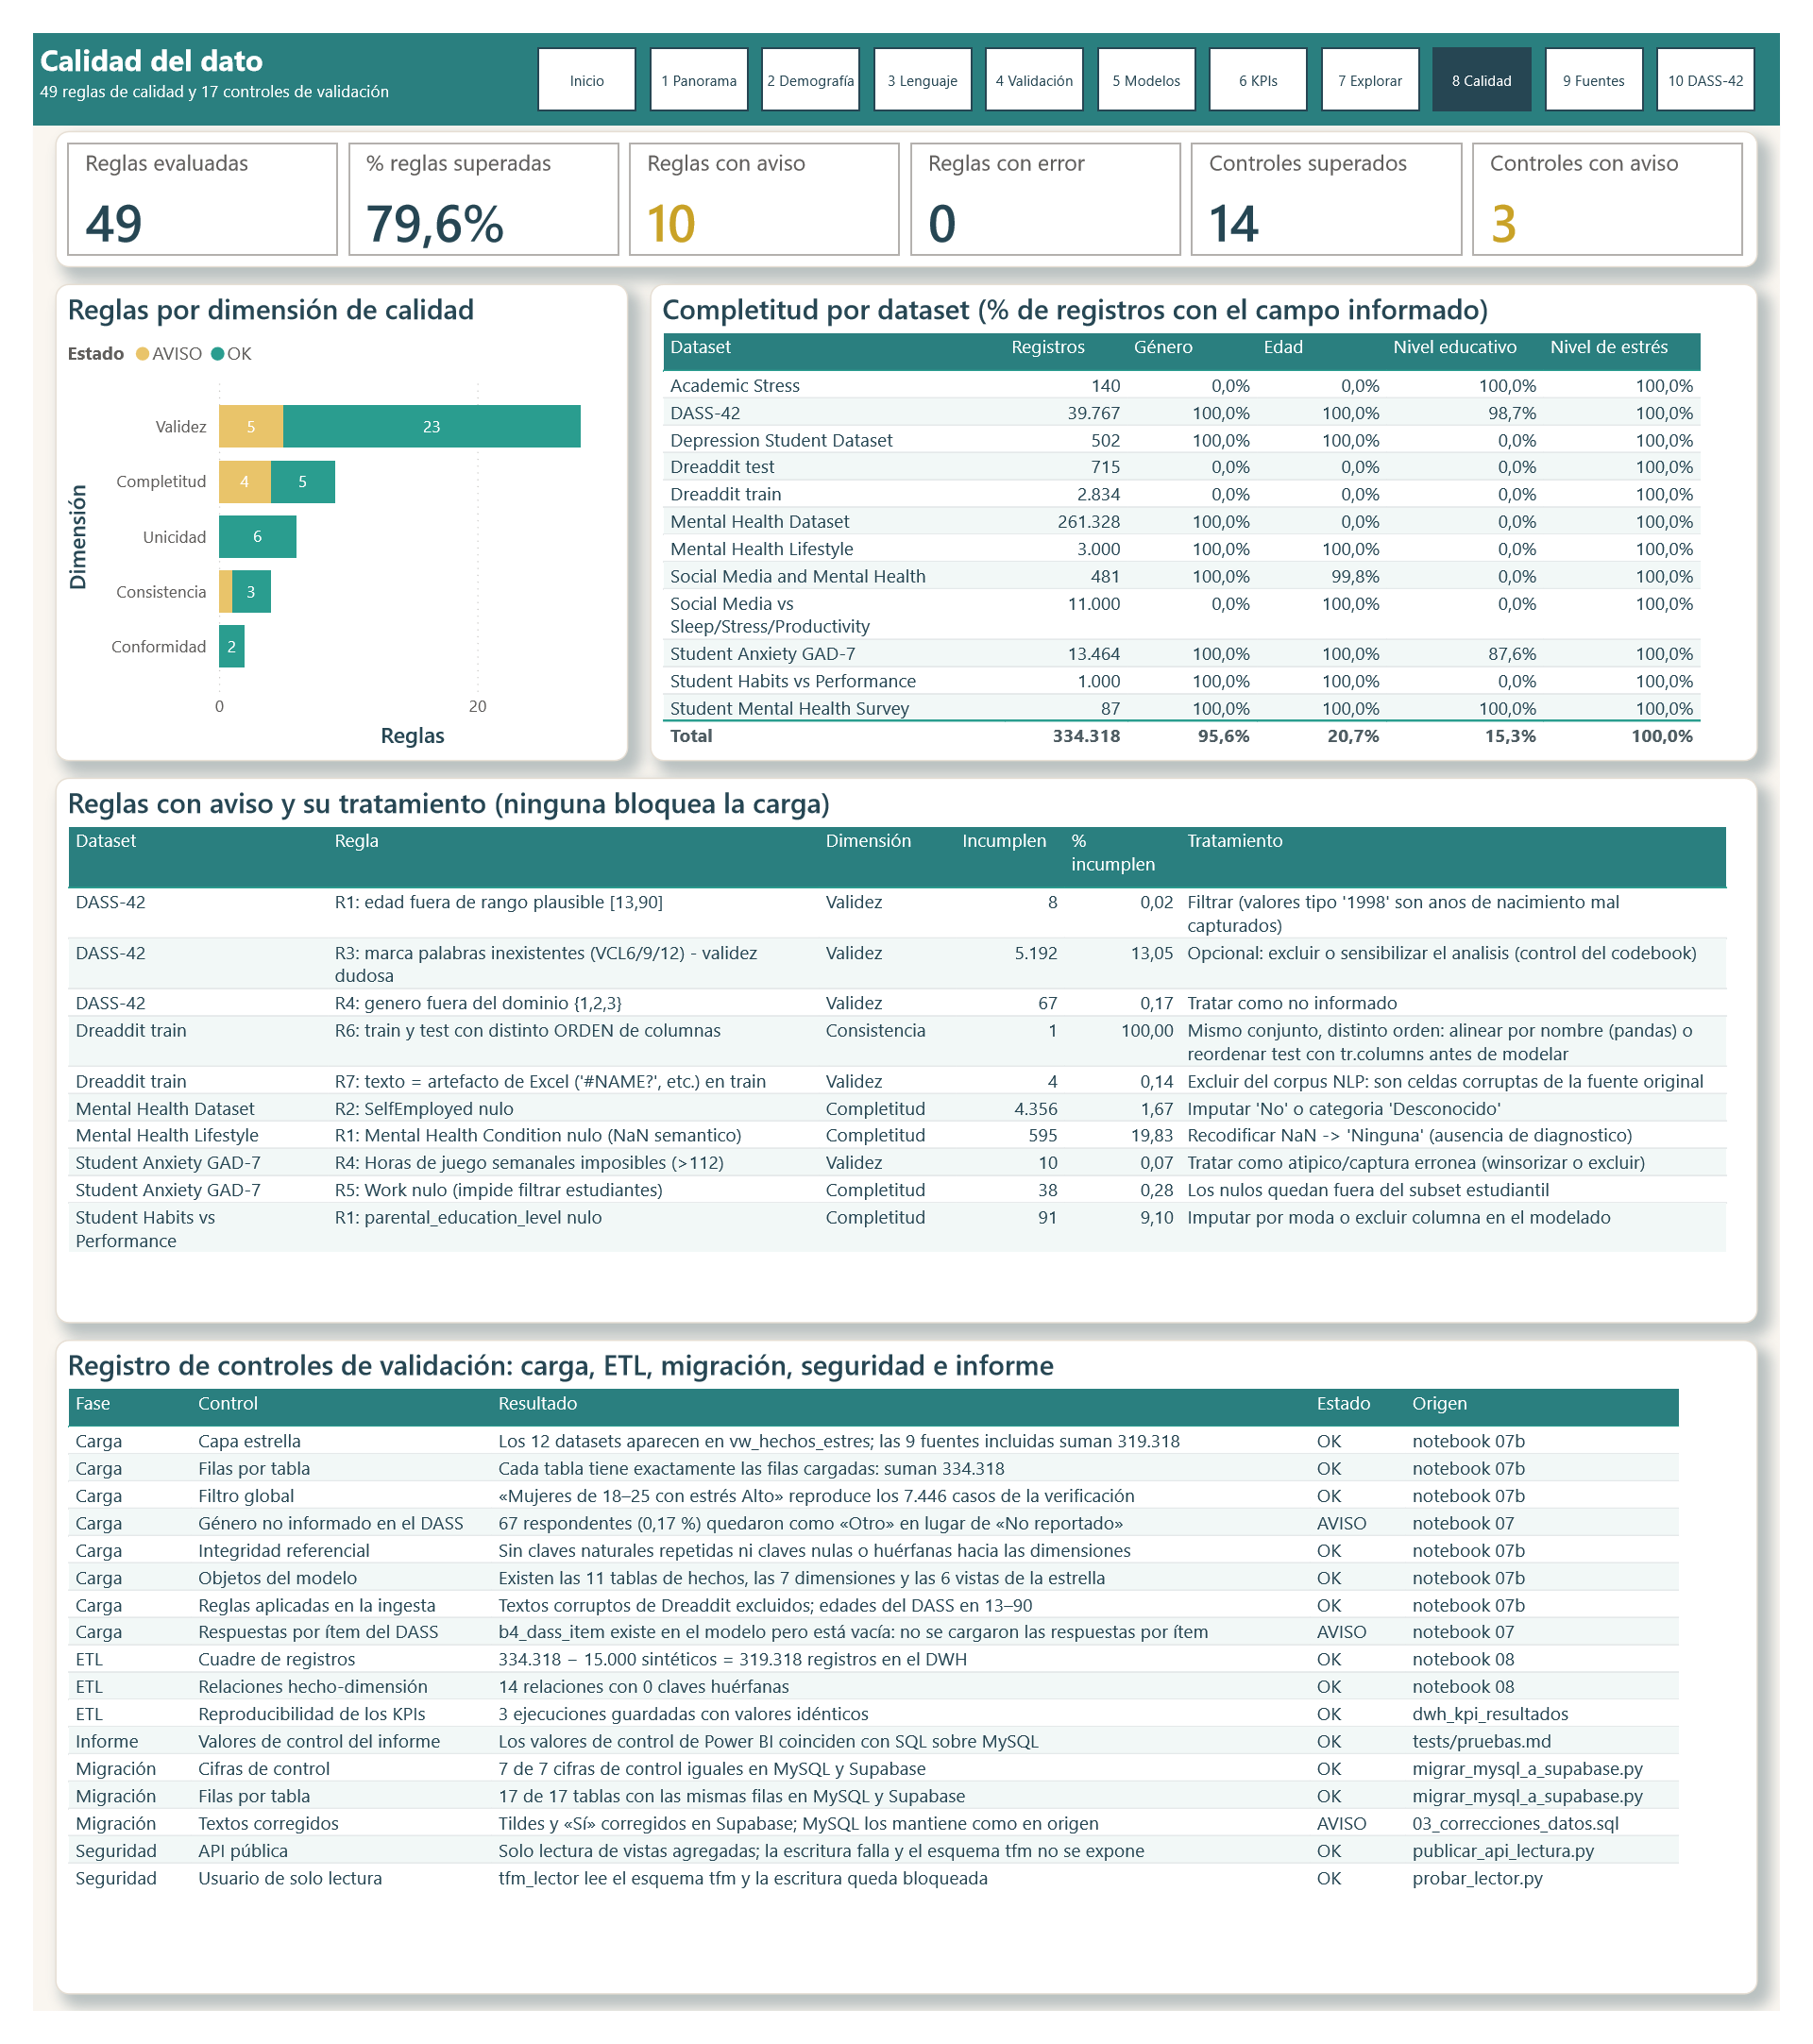 Calidad del dato
49 reglas de calidad y 17 controles de validación
Inicio
1 Panorama
2 Demografía
3 Lenguaje
4 Validación
5 Modelos
6 KPIs
7 Explorar
8 Calidad
9 Fuentes
10 DASS-42
Reglas evaluadas
49
% reglas superadas
79,6%
Reglas con aviso
10
Reglas con error
0
Controles superados
14
Controles con aviso
3
Reglas por dimensión de calidad
Estado AVISO OK
Validez 5 23
Completitud 4 5
Unicidad 6
Consistencia 3
Conformidad 2
0 20
Dimensión
Reglas
Completitud por dataset (% de registros con el campo informado)
Dataset Registros Género Edad Nivel educativo Nivel de estrés
Academic Stress 140 0,0% 0,0% 100,0% 100,0%
DASS-42 39.767 100,0% 100,0% 98,7% 100,0%
Depression Student Dataset 502 100,0% 100,0% 0,0% 100,0%
Dreaddit test 715 0,0% 0,0% 0,0% 100,0%
Dreaddit train 2.834 0,0% 0,0% 0,0% 100,0%
Mental Health Dataset 261.328 100,0% 0,0% 0,0% 100,0%
Mental Health Lifestyle 3.000 100,0% 100,0% 0,0% 100,0%
Social Media and Mental Health 481 100,0% 99,8% 0,0% 100,0%
Social Media vs 11.000 0,0% 100,0% 0,0% 100,0%
Sleep/Stress/Productivity
Student Anxiety GAD-7 13.464 100,0% 100,0% 87,6% 100,0%
Student Habits vs Performance 1.000 100,0% 100,0% 0,0% 100,0%
Student Mental Health Survey 87 100,0% 100,0% 100,0% 100,0%
Total 334.318 95,6% 20,7% 15,3% 100,0%
Reglas con aviso y su tratamiento (ninguna bloquea la carga)
Dataset Regla Dimensión Incumplen % Tratamiento
incumplen
DASS-42 R1: edad fuera de rango plausible [13,90] Validez 8 0,02 Filtrar (valores tipo '1998' son anos de nacimiento mal
capturados)
DASS-42 R3: marca palabras inexistentes (VCL6/9/12) - validez Validez 5.192 13,05 Opcional: excluir o sensibilizar el analisis (control del codebook)
dudosa
DASS-42 R4: genero fuera del dominio {1,2,3} Validez 67 0,17 Tratar como no informado
Dreaddit train R6: train y test con distinto ORDEN de columnas Consistencia 1 100,00 Mismo conjunto, distinto orden: alinear por nombre (pandas) o
reordenar test con tr.columns antes de modelar
Dreaddit train R7: texto = artefacto de Excel ('#NAME?', etc.) en train Validez 4 0,14 Excluir del corpus NLP: son celdas corruptas de la fuente original
Mental Health Dataset R2: SelfEmployed nulo Completitud 4.356 1,67 Imputar 'No' o categoria 'Desconocido'
Mental Health Lifestyle R1: Mental Health Condition nulo (NaN semantico) Completitud 595 19,83 Recodificar NaN -> 'Ninguna' (ausencia de diagnostico)
Student Anxiety GAD-7 R4: Horas de juego semanales imposibles (>112) Validez 10 0,07 Tratar como atipico/captura erronea (winsorizar o excluir)
Student Anxiety GAD-7 R5: Work nulo (impide filtrar estudiantes) Completitud 38 0,28 Los nulos quedan fuera del subset estudiantil
Student Habits vs R1: parental_education_level nulo Completitud 91 9,10 Imputar por moda o excluir columna en el modelado
Performance
Registro de controles de validación: carga, ETL, migración, seguridad e informe
Fase Control Resultado Estado Origen
Carga Capa estrella Los 12 datasets aparecen en vw_hechos_estres; las 9 fuentes incluidas suman 319.318 OK notebook 07b
Carga Filas por tabla Cada tabla tiene exactamente las filas cargadas: suman 334.318 OK notebook 07b
Carga Filtro global «Mujeres de 18–25 con estrés Alto» reproduce los 7.446 casos de la verificación OK notebook 07b
Carga Género no informado en el DASS 67 respondentes (0,17 %) quedaron como «Otro» en lugar de «No reportado» AVISO notebook 07
Carga Integridad referencial Sin claves naturales repetidas ni claves nulas o huérfanas hacia las dimensiones OK notebook 07b
Carga Objetos del modelo Existen las 11 tablas de hechos, las 7 dimensiones y las 6 vistas de la estrella OK notebook 07b
Carga Reglas aplicadas en la ingesta Textos corruptos de Dreaddit excluidos; edades del DASS en 13–90 OK notebook 07b
Carga Respuestas por ítem del DASS b4_dass_item existe en el modelo pero está vacía: no se cargaron las respuestas por ítem AVISO notebook 07
ETL Cuadre de registros 334.318 − 15.000 sintéticos = 319.318 registros en el DWH OK notebook 08
ETL Relaciones hecho-dimensión 14 relaciones con 0 claves huérfanas OK notebook 08
ETL Reproducibilidad de los KPIs 3 ejecuciones guardadas con valores idénticos OK dwh_kpi_resultados
Informe Valores de control del informe Los valores de control de Power BI coinciden con SQL sobre MySQL OK tests/pruebas.md
Migración Cifras de control 7 de 7 cifras de control iguales en MySQL y Supabase OK migrar_mysql_a_supabase.py
Migración Filas por tabla 17 de 17 tablas con las mismas filas en MySQL y Supabase OK migrar_mysql_a_supabase.py
Migración Textos corregidos Tildes y «Sí» corregidos en Supabase; MySQL los mantiene como en origen AVISO 03_correcciones_datos.sql
Seguridad API pública Solo lectura de vistas agregadas; la escritura falla y el esquema tfm no se expone OK publicar_api_lectura.py
Seguridad Usuario de solo lectura tfm_lector lee el esquema tfm y la escritura queda bloqueada OK probar_lector.py